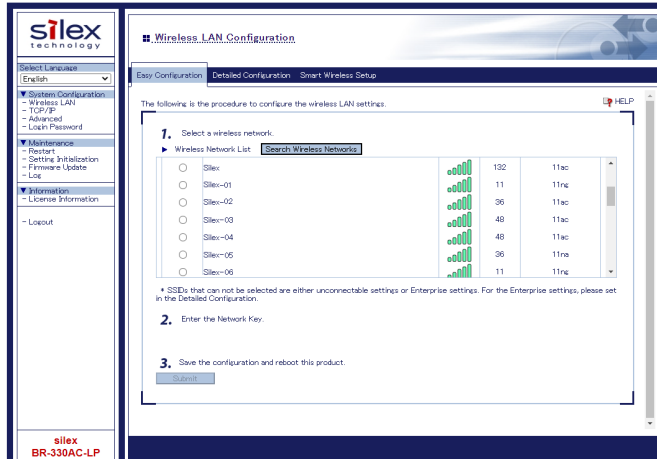 silex
technology
Select Language
English
▼ System Configuration
- Wireless LAN
- TCP/IP
- Advanced
- Login Password
▼ Maintenance
- Restart
- Setting Initialization
- Firmware Update
- Log
▼ Information
- License Information
- Logout
silex
BR-330AC-LP
Wireless LAN Configuration
Easy Configuration Detailed Configuration Smart Wireless Setup
The following is the procedure to configure the wireless LAN settings.
HELP
1. Select a wireless network.
Wireless Network List Search Wireless Networks
Silex 132 11ac
Silex-01 11 11ng
Silex-02 36 11ac
Silex-03 48 11ac
Silex-04 48 11ac
Silex-05 36 11na
Silex-06 11 11ng
* SSIDs that can not be selected are either unconnectable settings or Enterprise settings. For the Enterprise settings, please set
in the Detailed Configuration.
2. Enter the Network Key.
3. Save the configuration and reboot this product.
Submit